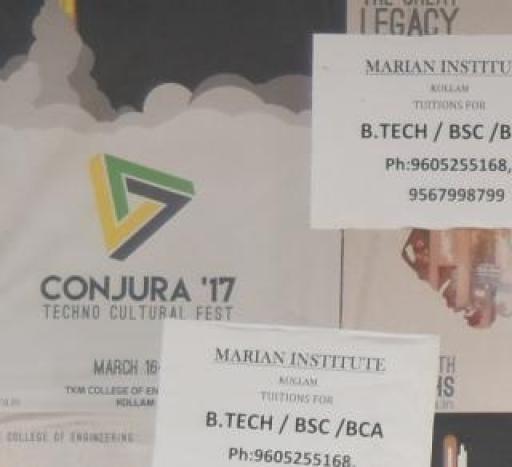 THE GREAT
LEGACY
MARIAN INSTITU
KOLLAM
TUITIONS FOR
B.TECH / BSC /B
Ph:9605255168,
9567998799
CONJURA '17
TECHNO CULTURAL FEST
MARCH 16
TKM COLLEGE OF EN
KOLLAM
COLLEGE OF ENGINEERING
MARIAN INSTITUTE
KOLLAM
TUITIONS FOR
B.TECH / BSC /BCA
Ph:9605255168,
TH
HS